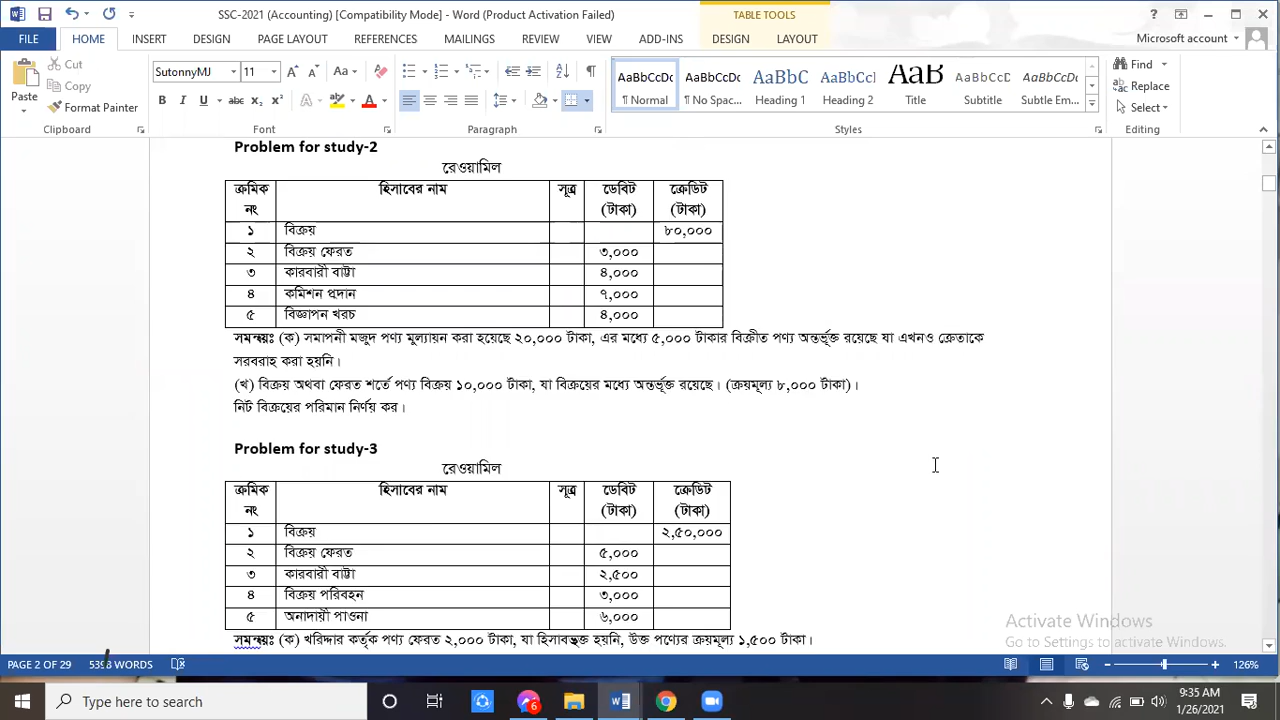 SSC-2021 (Accounting) [Compatibility Mode] - Word (Product Activation Failed)
TABLE TOOLS
FILE HOME INSERT DESIGN PAGE LAYOUT REFERENCES MAILINGS REVIEW VIEW ADD-INS DESIGN LAYOUT Microsoft account
Paste Cut Copy Format Painter
SutonnyMJ 11 Aa
B I U abc x₂ x² A A
AaBbCcDc AaBbCcDc AaBbC AaBbCc AaB AaBbCcD AaBbCcDc
¶ Normal ¶ No Spac... Heading 1 Heading 2 Title Subtitle Subtle Em...
Find Replace Select
Clipboard Font Paragraph Styles Editing
Problem for study-2
রেওয়ামিল
ক্রমিক নং হিসাবের নাম সূত্র ডেবিট (টাকা) ক্রেডিট (টাকা)
১ বিক্রয় ৮০,০০০
২ বিক্রয় ফেরত ৩,০০০
৩ কারবারী বাট্টা ৪,০০০
৪ কমিশন প্রদান ৭,০০০
৫ বিজ্ঞাপন খরচ ৪,০০০
সমন্বয়ঃ (ক) সমাপনী মজুদ পণ্য মুল্যায়ন করা হয়েছে ২০,০০০ টাকা, এর মধ্যে ৫,০০০ টাকার বিক্রীত পণ্য অন্তর্ভূক্ত রয়েছে যা এখনও ক্রেতাকে
সরবরাহ করা হয়নি।
(খ) বিক্রয় অথবা ফেরত শর্তে পণ্য বিক্রয় ১০,০০০ টাকা, যা বিক্রয়ের মধ্যে অন্তর্ভূক্ত রয়েছে। (ক্রয়মূল্য ৮,০০০ টাকা)।
নিট বিক্রয়ের পরিমান নির্ণয় কর।
Problem for study-3
রেওয়ামিল
ক্রমিক নং হিসাবের নাম সূত্র ডেবিট (টাকা) ক্রেডিট (টাকা)
১ বিক্রয় ২,৫০,০০০
২ বিক্রয় ফেরত ৫,০০০
৩ কারবারী বাট্টা ২,৫০০
৪ বিক্রয় পরিবহন ৩,০০০
৫ অনাদায়ী পাওনা ৬,০০০
সমন্বয়ঃ (ক) খরিদ্দার কর্তৃক পণ্য ফেরত ২,০০০ টাকা, যা হিসাবভূক্ত হয়নি, উক্ত পণ্যের ক্রয়মূল্য ১,৫০০ টাকা।
Activate Windows
Go to Settings to activate Windows.
PAGE 2 OF 29 5393 WORDS 126%
Type here to search 6 9:35 AM
1/26/2021